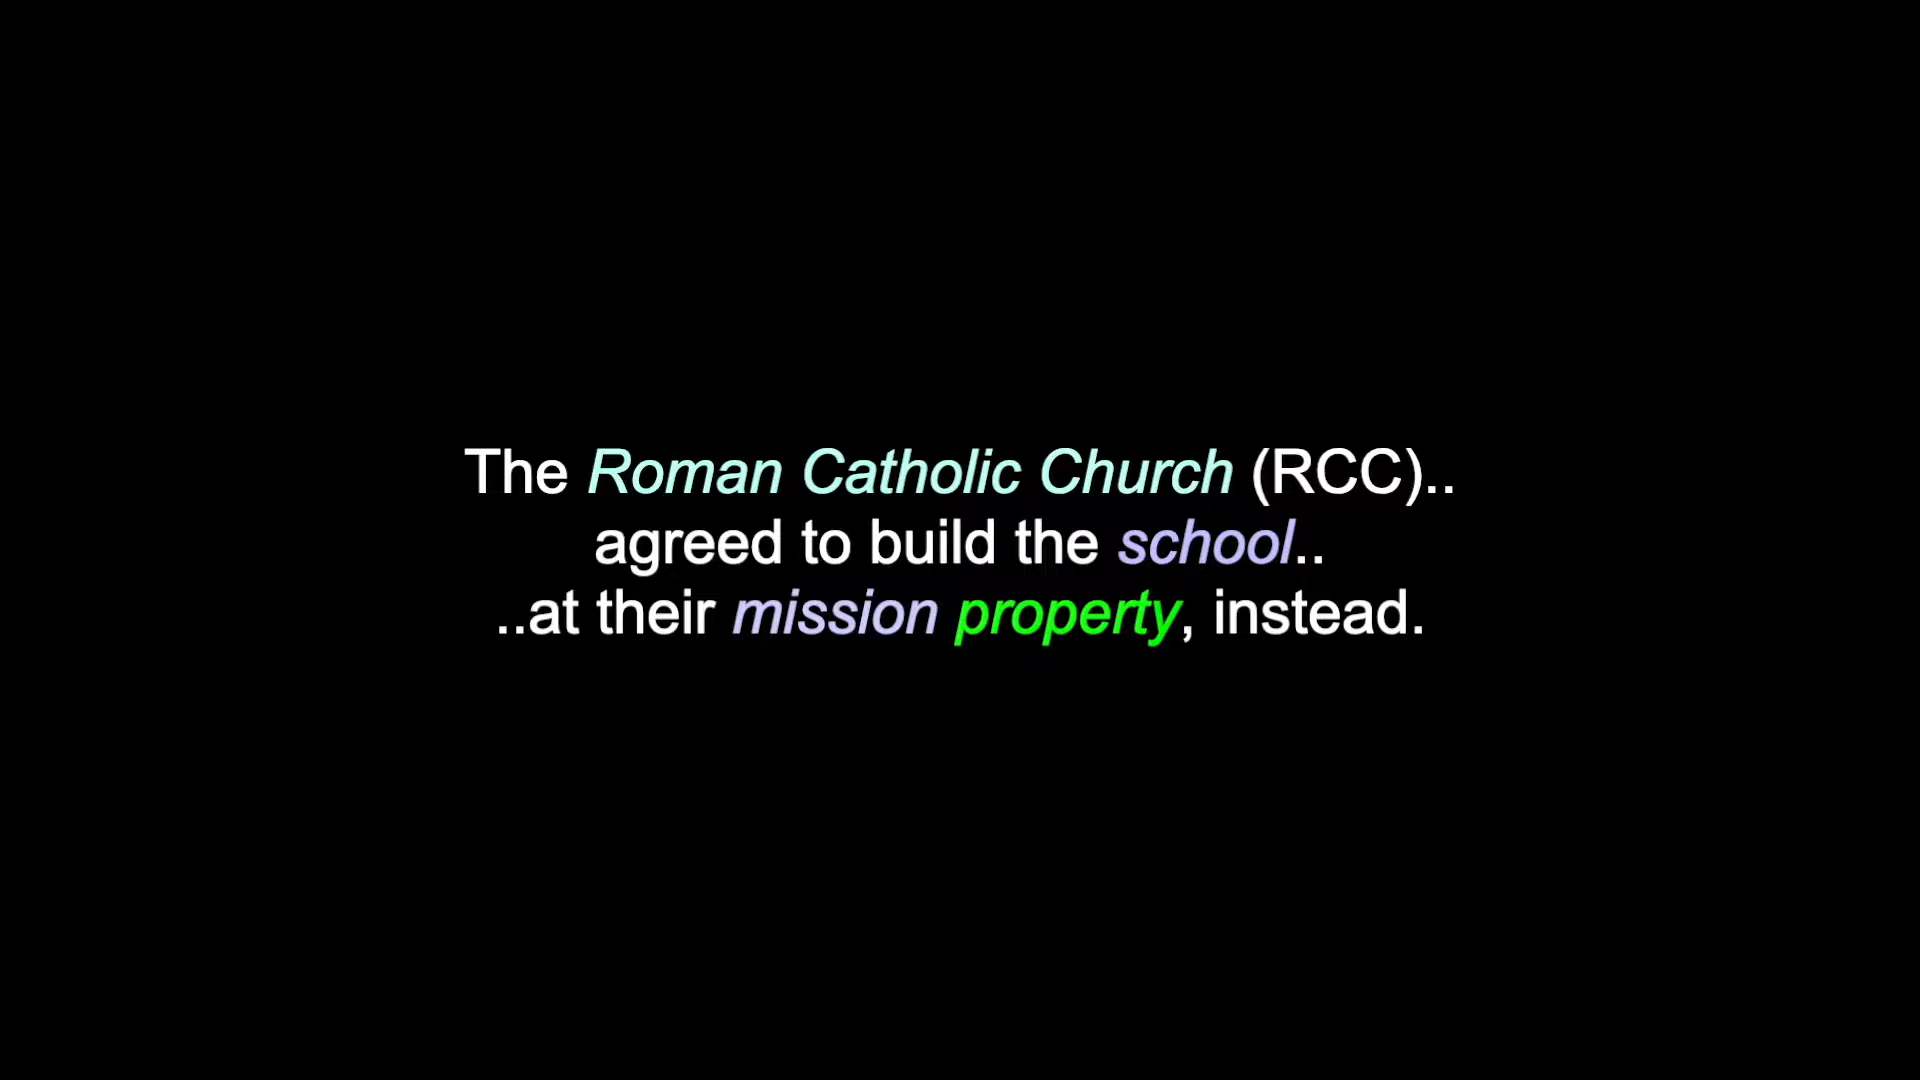 The Roman Catholic Church (RCC)..
agreed to build the school..
..at their mission property, instead.